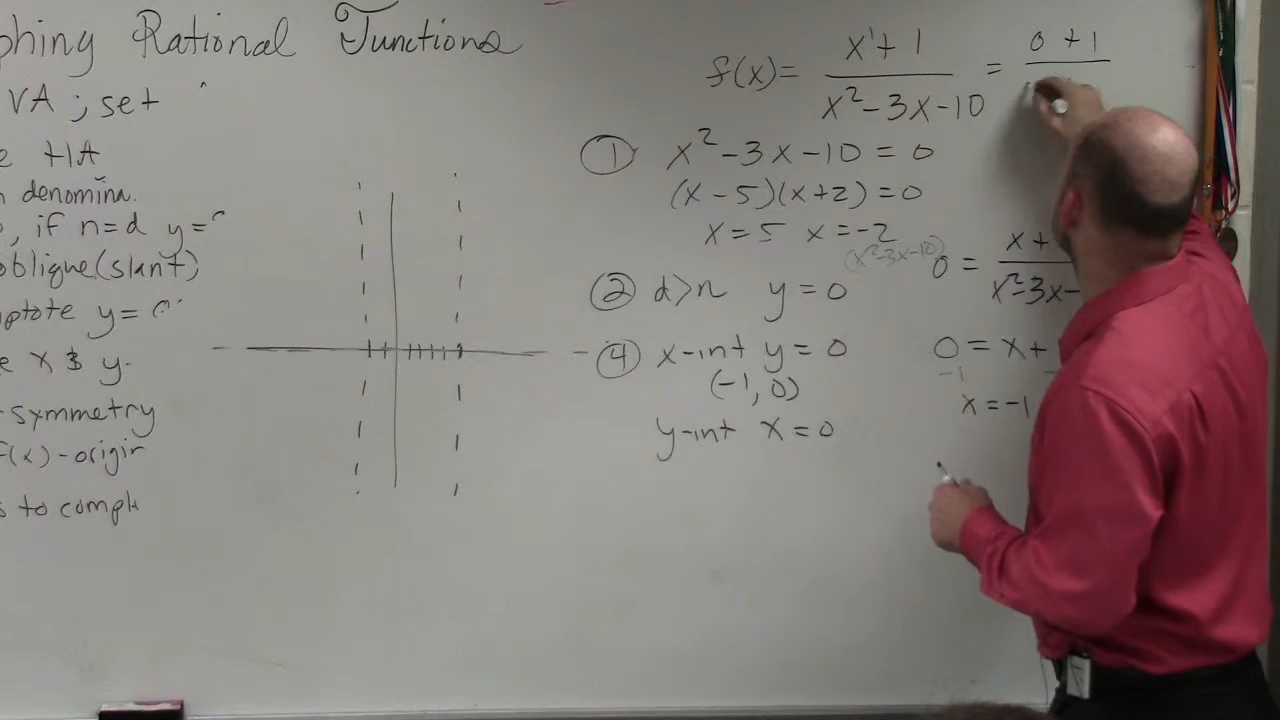 phing Rational Functions
VA ; set
e HA
n denomina.
, if n=d y=
oblique(slant)
ptote y=
e x & y-
- symmetry
f(x) - origin
s to compl
f(x) = x¹ + 1 / x² - 3x - 10 = 0 + 1
① x² - 3x - 10 = 0
(x - 5)(x + 2) = 0
x = 5 x = -2
② d > n y = 0
④ x-int y = 0
(-1, 0)
y-int x = 0
(x²-3x-10) 0 = x + / x² - 3x -
0 = x +
-1
x = -1